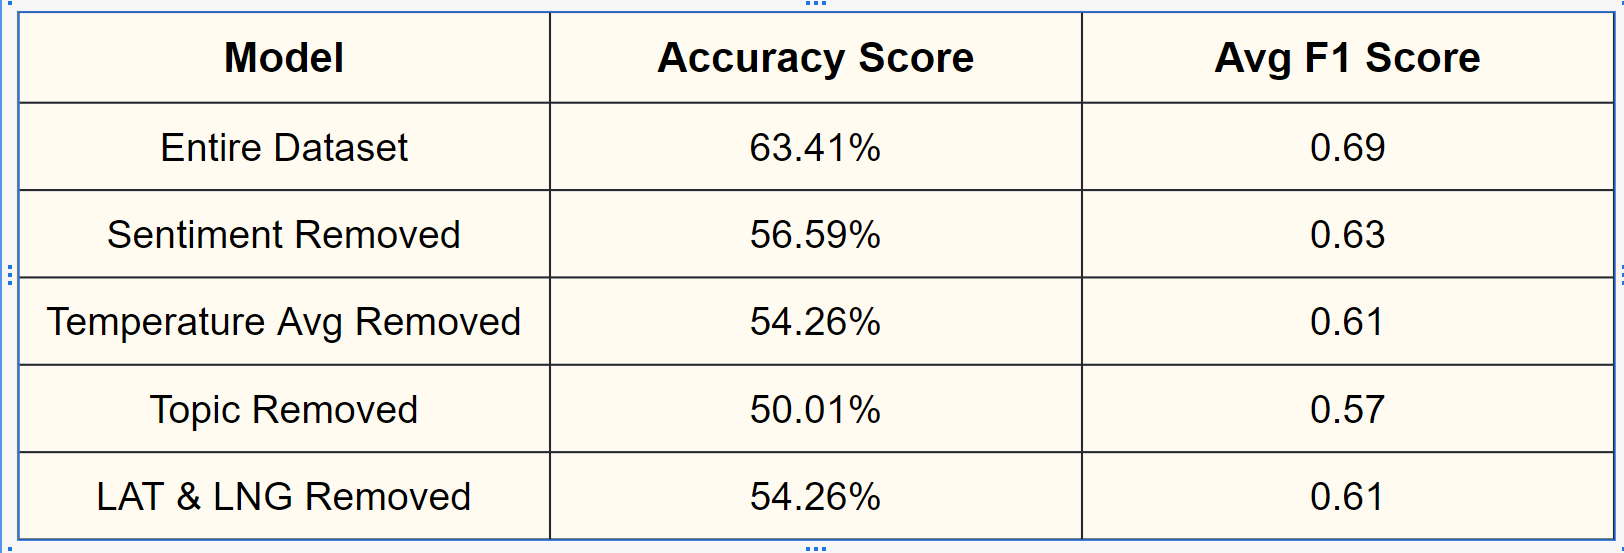 Model Accuracy Score Avg F1 Score
Entire Dataset 63.41% 0.69
Sentiment Removed 56.59% 0.63
Temperature Avg Removed 54.26% 0.61
Topic Removed 50.01% 0.57
LAT & LNG Removed 54.26% 0.61